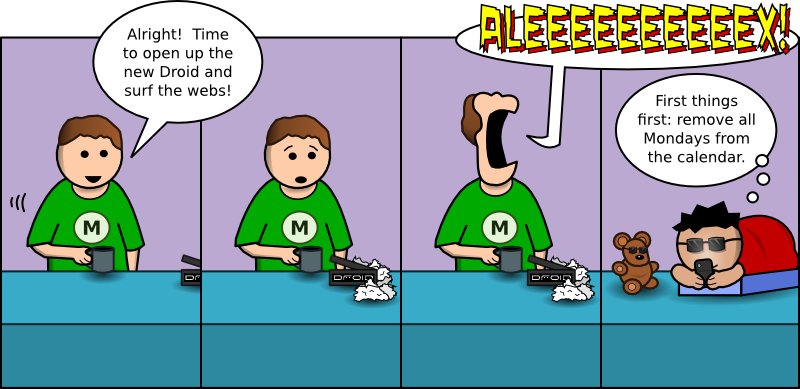 Alright! Time
to open up the
new Droid and
surf the webs!
M
M
DROID
ALEEEEEEEEEEX!
M
DROID
First things
first: remove all
Mondays from
the calendar.